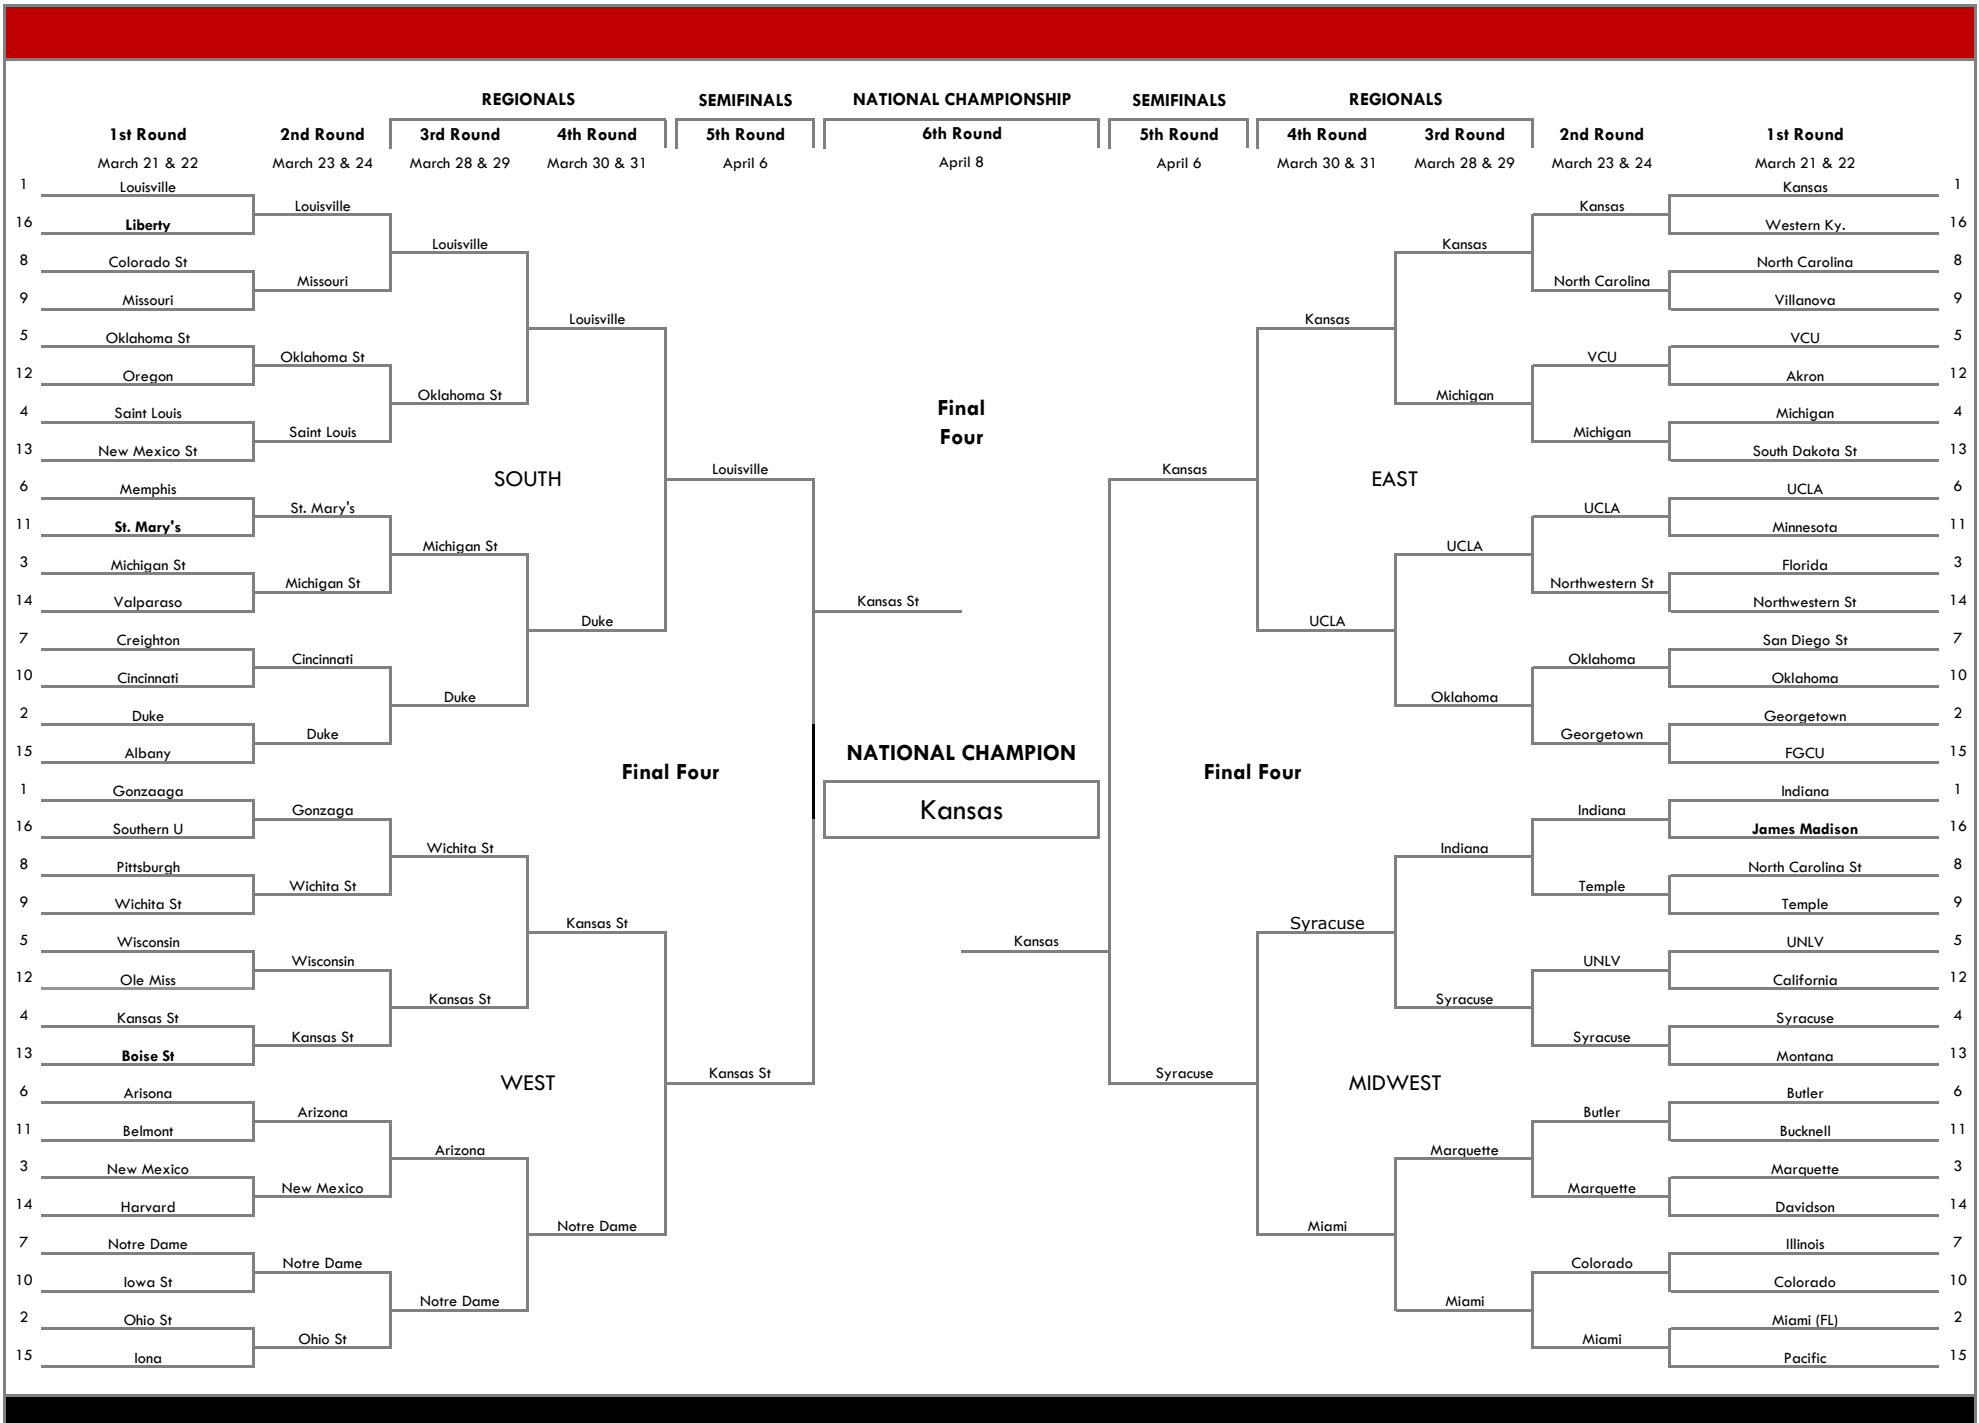 REGIONALS SEMIFINALS NATIONAL CHAMPIONSHIP SEMIFINALS REGIONALS
1st Round 2nd Round 3rd Round 4th Round 5th Round 6th Round 5th Round 4th Round 3rd Round 2nd Round 1st Round
March 21 & 22 March 23 & 24 March 28 & 29 March 30 & 31 April 6 April 8 April 6 March 30 & 31 March 28 & 29 March 23 & 24 March 21 & 22
1 Louisville Kansas 1
Louisville Kansas
16 Liberty Western Ky. 16
Louisville Kansas
8 Colorado St North Carolina 8
Missouri North Carolina
9 Missouri Villanova 9
Louisville Kansas
5 Oklahoma St VCU 5
Oklahoma St VCU
12 Oregon Akron 12
Oklahoma St Michigan
Final
4 Saint Louis Michigan 4
Saint Louis Michigan
Four
13 New Mexico St South Dakota St 13
Louisville Kansas
SOUTH EAST
6 Memphis UCLA 6
St. Mary's UCLA
11 St. Mary's Minnesota 11
Michigan St UCLA
3 Michigan St Florida 3
Michigan St Northwestern St
14 Valparaso Kansas St Northwestern St 14
Duke UCLA
7 Creighton San Diego St 7
Cincinnati Oklahoma
10 Cincinnati Oklahoma 10
Duke Oklahoma
2 Duke Georgetown 2
Duke Georgetown
15 Albany NATIONAL CHAMPION FGCU 15
Final Four Final Four
1 Gonzaaga Indiana 1
Gonzaga Kansas Indiana
16 Southern U James Madison 16
Wichita St Indiana
8 Pittsburgh North Carolina St 8
Wichita St Temple
9 Wichita St Temple 9
Kansas St Syracuse
5 Wisconsin Kansas UNLV 5
Wisconsin UNLV
12 Ole Miss California 12
Kansas St Syracuse
4 Kansas St Syracuse 4
Kansas St Syracuse
13 Boise St Montana 13
Kansas St Syracuse
WEST MIDWEST
6 Arisona Butler 6
Arizona Butler
11 Belmont Bucknell 11
Arizona Marquette
3 New Mexico Marquette 3
New Mexico Marquette
14 Harvard Davidson 14
Notre Dame Miami
7 Notre Dame Illinois 7
Notre Dame Colorado
10 Iowa St Colorado 10
Notre Dame Miami
2 Ohio St Miami (FL) 2
Ohio St Miami
15 Iona Pacific 15